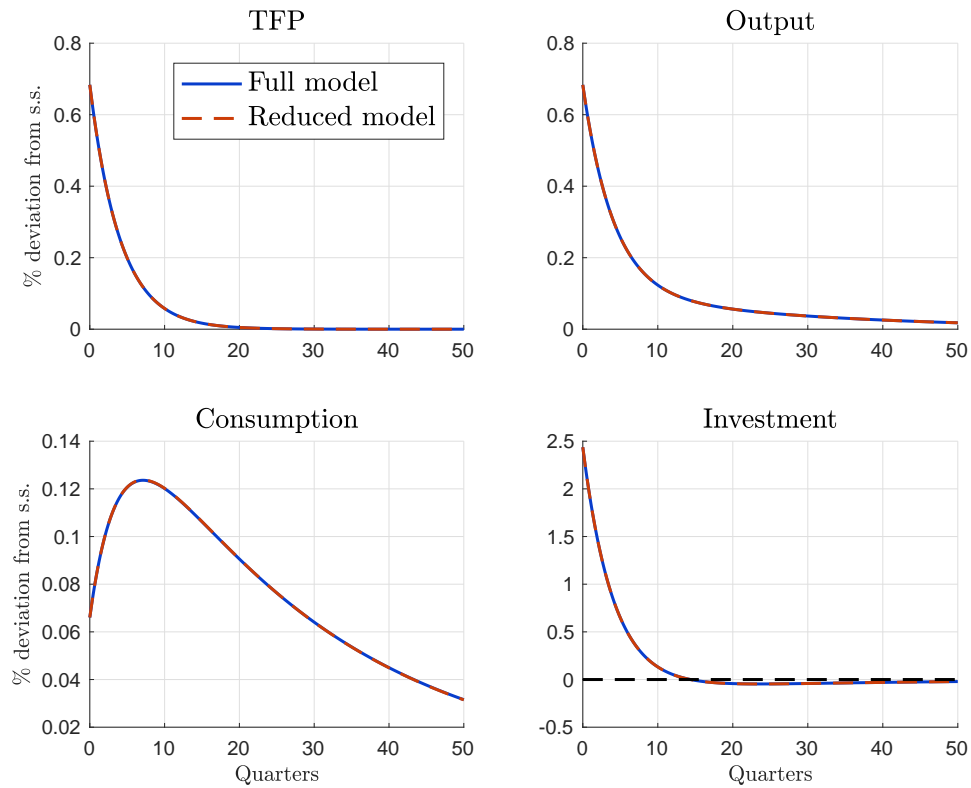 TFP
0.8
0.6
0.4
0.2
0
0 10 20 30 40 50
% deviation from s.s.
Full model
Reduced model
Output
0.8
0.6
0.4
0.2
0
0 10 20 30 40 50
Consumption
0.14
0.12
0.1
0.08
0.06
0.04
0.02
0 10 20 30 40 50
% deviation from s.s.
Quarters
Investment
2.5
2
1.5
1
0.5
0
-0.5
0 10 20 30 40 50
Quarters